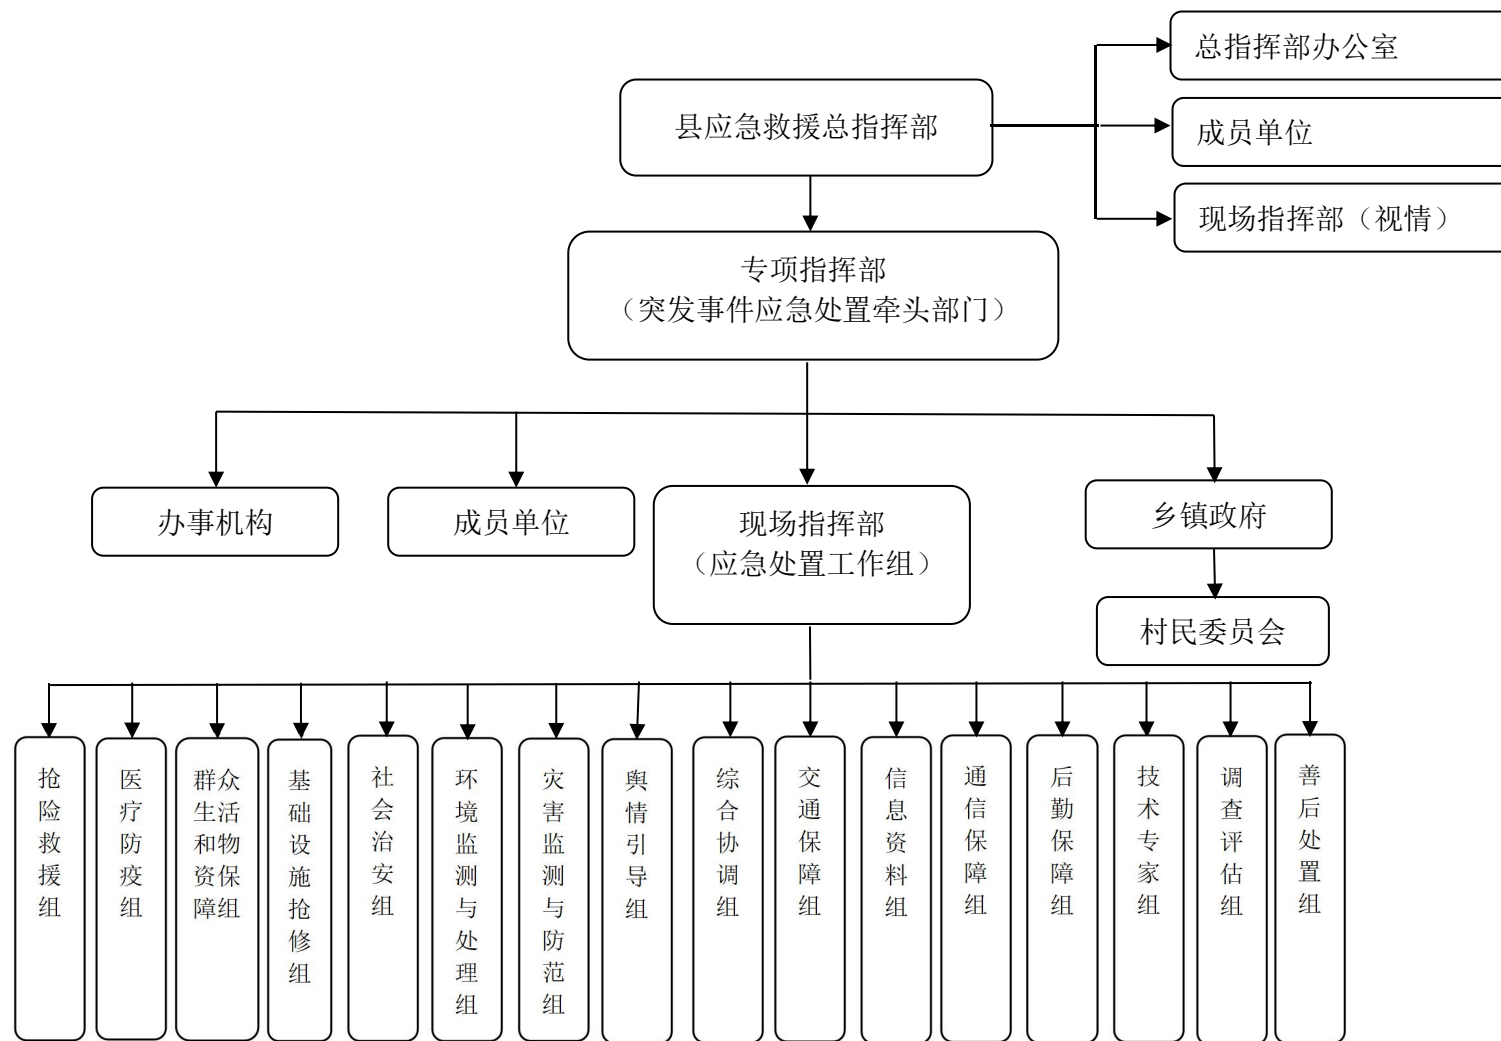 总指挥部办公室
县应急救援总指挥部
成员单位
现场指挥部（视情）
专项指挥部
（突发事件应急处置牵头部门）
办事机构
成员单位
现场指挥部
（应急处置工作组）
乡镇政府
村民委员会
抢险救援组
医疗防疫组
群众
生活
和物
资保
障组
基础设施抢修组
社会治安组
环境监测与处理组
灾害监测与防范组
舆情引导组
综合协调组
交通保障组
信息资料组
通信保障组
后勤保障组
技术专家组
调查评估组
善后处置组